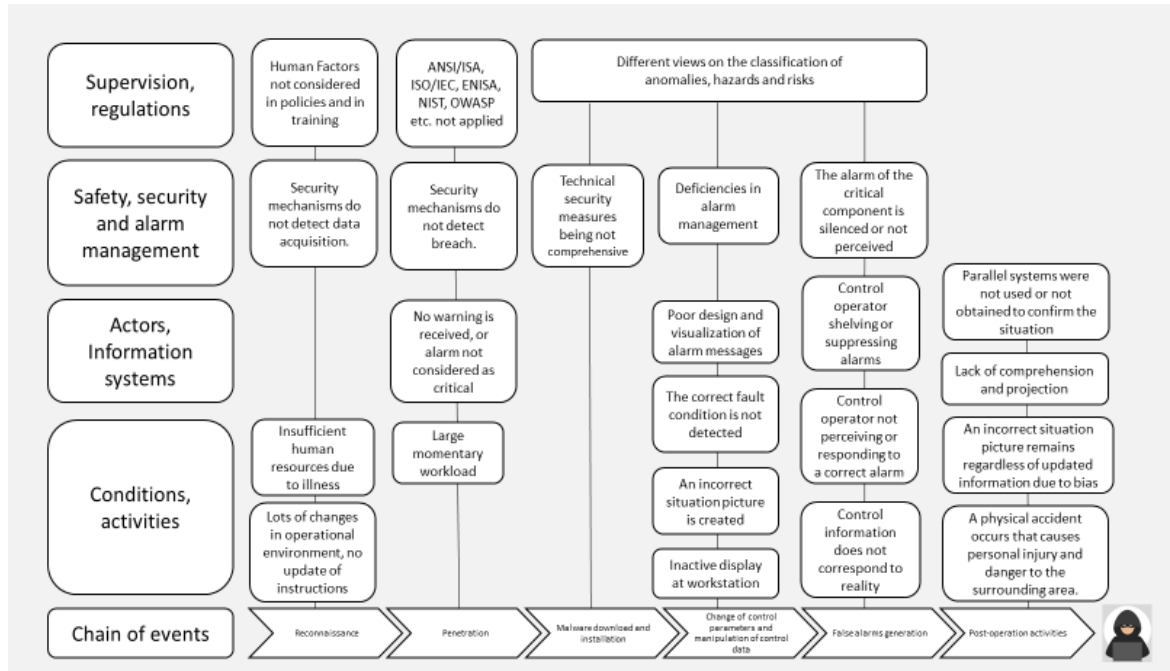 Supervision,
regulations
Human Factors
not considered
in policies and in
training
ANSI/ISA,
ISO/IEC, ENISA,
NIST, OWASP
etc. not applied
Different views on the classification of
anomalies, hazards and risks
Safety, security
and alarm
management
Security
mechanisms do
not detect data
acquisition.
Security
mechanisms do
not detect
breach.
Technical
security
measures
being not
comprehensive
Deficiencies in
alarm
management
The alarm of the
critical
component is
silenced or not
perceived
Actors,
Information
systems
No warning is
received, or
alarm not
considered as
critical
Poor design and
visualization of
alarm messages
The correct fault
condition is not
detected
Control
operator
shelving or
suppressing
alarms
Parallel systems were
not used or not
obtained to confirm the
situation
Lack of comprehension
and projection
Conditions,
activities
Insufficient
human
resources due
to illness
Lots of changes
in operational
environment, no
update of
instructions
Large
momentary
workload
An incorrect
situation picture
is created
Inactive display
at workstation
Control
operator not
perceiving or
responding to
a correct alarm
Control
information
does not
correspond to
reality
An incorrect situation
picture remains
regardless of updated
information due to bias
A physical accident
occurs that causes
personal injury and
danger to the
surrounding area.
Chain of events
Reconnaissance
Penetration
Malware download and
installation
Change of control
parameters and
manipulation of control
data
False alarms generation
Post-operation activities